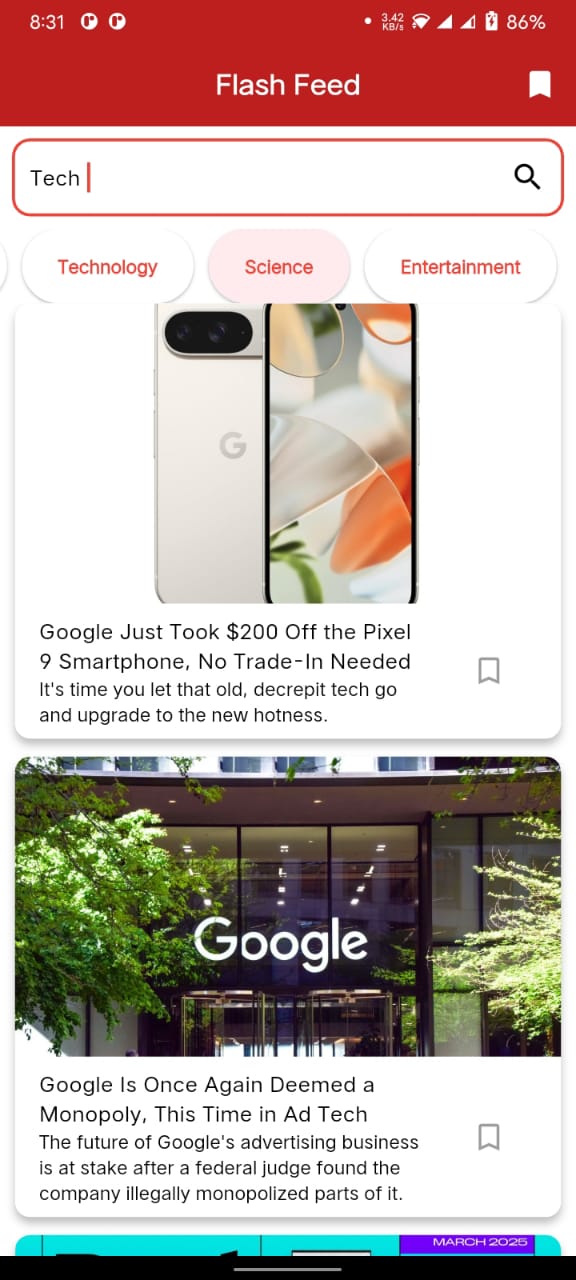 8:31
3.42
KB/s
86%
Flash Feed
Tech
Technology
Science
Entertainment
G
Google Just Took $200 Off the Pixel
9 Smartphone, No Trade-In Needed
It's time you let that old, decrepit tech go
and upgrade to the new hotness.
Google
Google Is Once Again Deemed a
Monopoly, This Time in Ad Tech
The future of Google's advertising business
is at stake after a federal judge found the
company illegally monopolized parts of it.
MARCH 2025